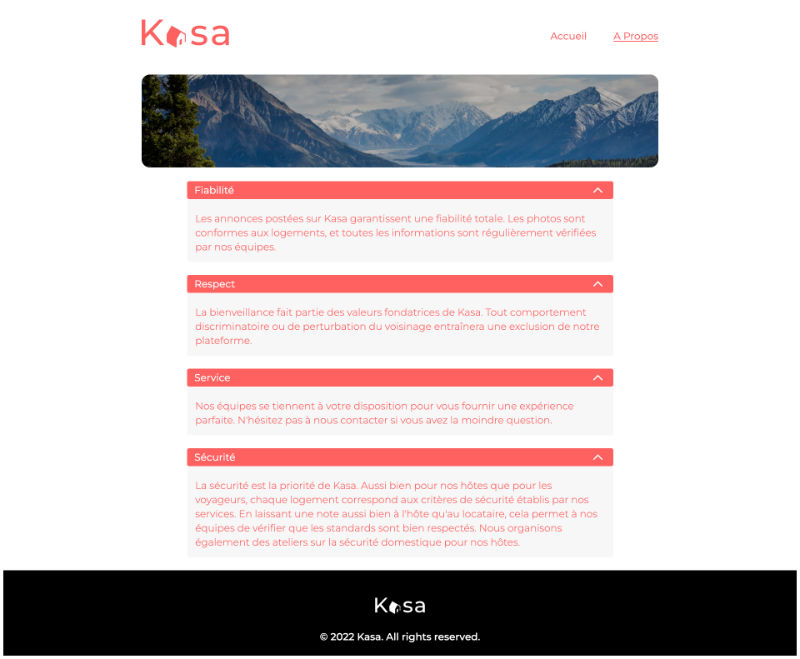 Kasa
Accueil
A Propos
Fiabilité
Les annonces postées sur Kasa garantissent une fiabilité totale. Les photos sont
conformes aux logements, et toutes les informations sont régulièrement vérifiées
par nos équipes.
Respect
La bienveillance fait partie des valeurs fondatrices de Kasa. Tout comportement
discriminatoire ou de perturbation du voisinage entraînera une exclusion de notre
plateforme.
Service
Nos équipes se tiennent à votre disposition pour vous fournir une expérience
parfaite. N'hésitez pas à nous contacter si vous avez la moindre question.
Sécurité
La sécurité est la priorité de Kasa. Aussi bien pour nos hôtes que pour les
voyageurs, chaque logement correspond aux critères de sécurité établis par nos
services. En laissant une note aussi bien à l'hôte qu'au locataire, cela permet à nos
équipes de vérifier que les standards sont bien respectés. Nous organisons
également des ateliers sur la sécurité domestique pour nos hôtes.
Kasa
© 2022 Kasa. All rights reserved.